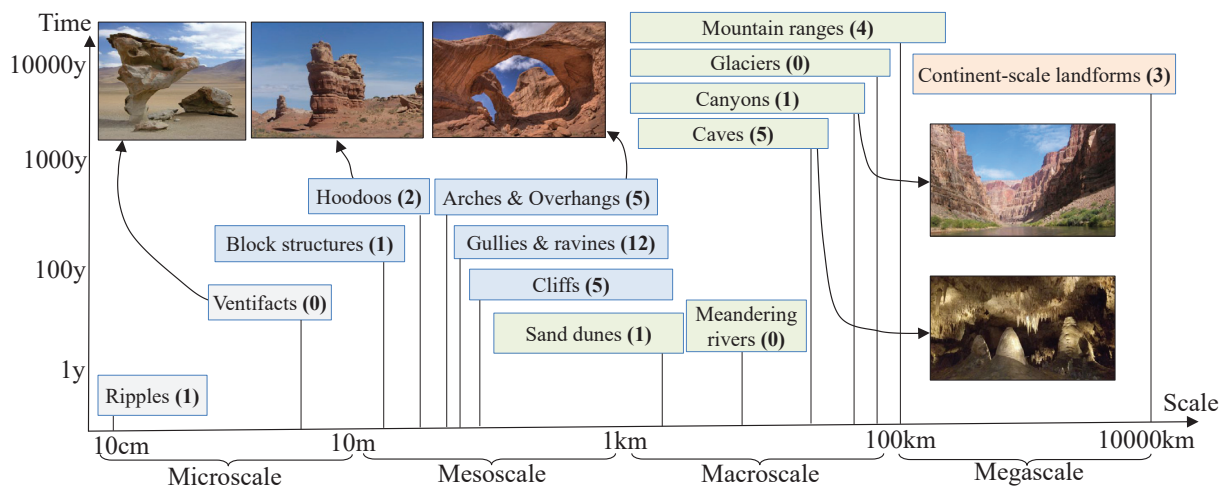 Time
10000y
1000y
100y
1y
Mountain ranges (4)
Glaciers (0)
Continent-scale landforms (3)
Canyons (1)
Caves (5)
Hoodoos (2)
Arches & Overhangs (5)
Block structures (1)
Gullies & ravines (12)
Cliffs (5)
Ventifacts (0)
Sand dunes (1)
Meandering
rivers (0)
Ripples (1)
Scale
10cm
10m
1km
100km
10000km
Microscale
Mesoscale
Macroscale
Megascale